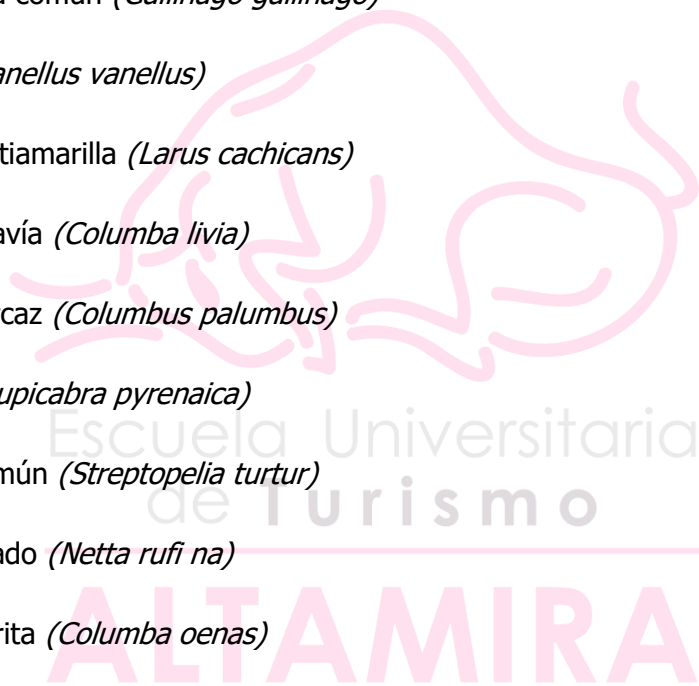 común (Gallinago gallinago)
anellus vanellus)
tiamarilla (Larus cachicans)
avía (Columba livia)
caz (Columbus palumbus)
upicabra pyrenaica)
Escuela Universitaria
mún (Streptopelia turtur)
de Turismo
ado (Netta rufi na)
rita (Columba oenas)
ALTAMIRA